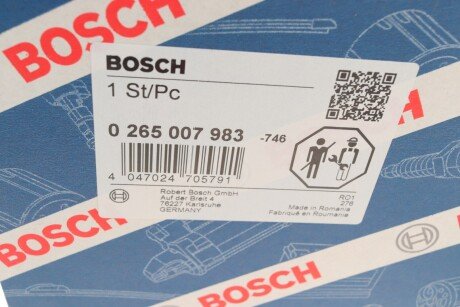 BOSCH
BOSCH
1 St/Pc
0 265 007 983 -746
4 047024 705791
Robert Bosch GmbH
Auf der Breit 4
76227 Karlsruhe
GERMANY
RO1
276
Made in Romania
Fabriqué en Roumanie
BOSCH
BOSCH